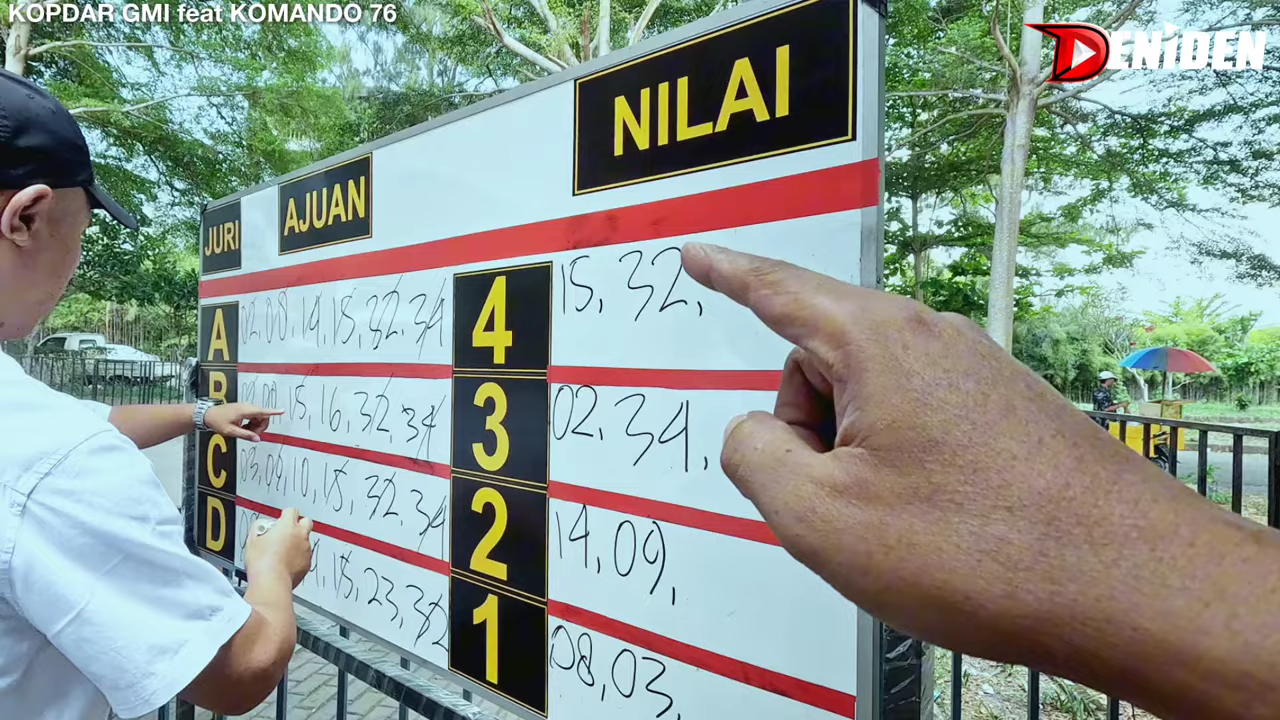 KOPDAR GMI feat KOMANDO 76
DENiDEN
JURI AJUAN NILAI
A 02. 08. 14, 15, 32. 34 4 15, 32,
B 15, 16, 32, 34 3 02. 34,
C 03, 09, 10, 15, 32. 34 2 14, 09,
D 15, 23, 32 1 08, 03,